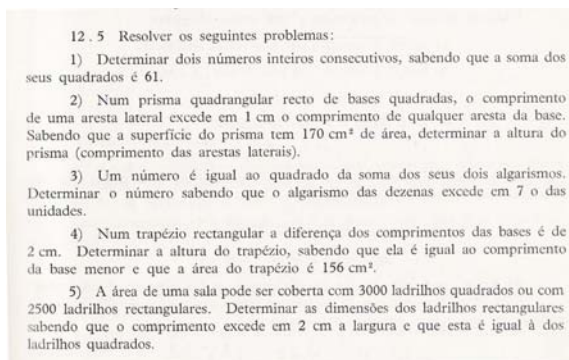 12 . 5 Resolver os seguintes problemas:
1) Determinar dois números inteiros consecutivos, sabendo que a soma dos
seus quadrados é 61.
2) Num prisma quadrangular recto de bases quadradas, o comprimento
de uma aresta lateral excede em 1 cm o comprimento de qualquer aresta da base.
Sabendo que a superfície do prisma tem 170 cm² de área, determinar a altura do
prisma (comprimento das arestas laterais).
3) Um número é igual ao quadrado da soma dos seus dois algarismos.
Determinar o número sabendo que o algarismo das dezenas excede em 7 o das
unidades.
4) Num trapézio rectangular a diferença dos comprimentos das bases é de
2 cm. Determinar a altura do trapézio, sabendo que ela é igual ao comprimento
da base menor e que a área do trapézio é 156 cm².
5) A área de uma sala pode ser coberta com 3000 ladrilhos quadrados ou com
2500 ladrilhos rectangulares. Determinar as dimensões dos ladrilhos rectangulares
sabendo que o comprimento excede em 2 cm a largura e que esta é igual à dos
ladrilhos quadrados.